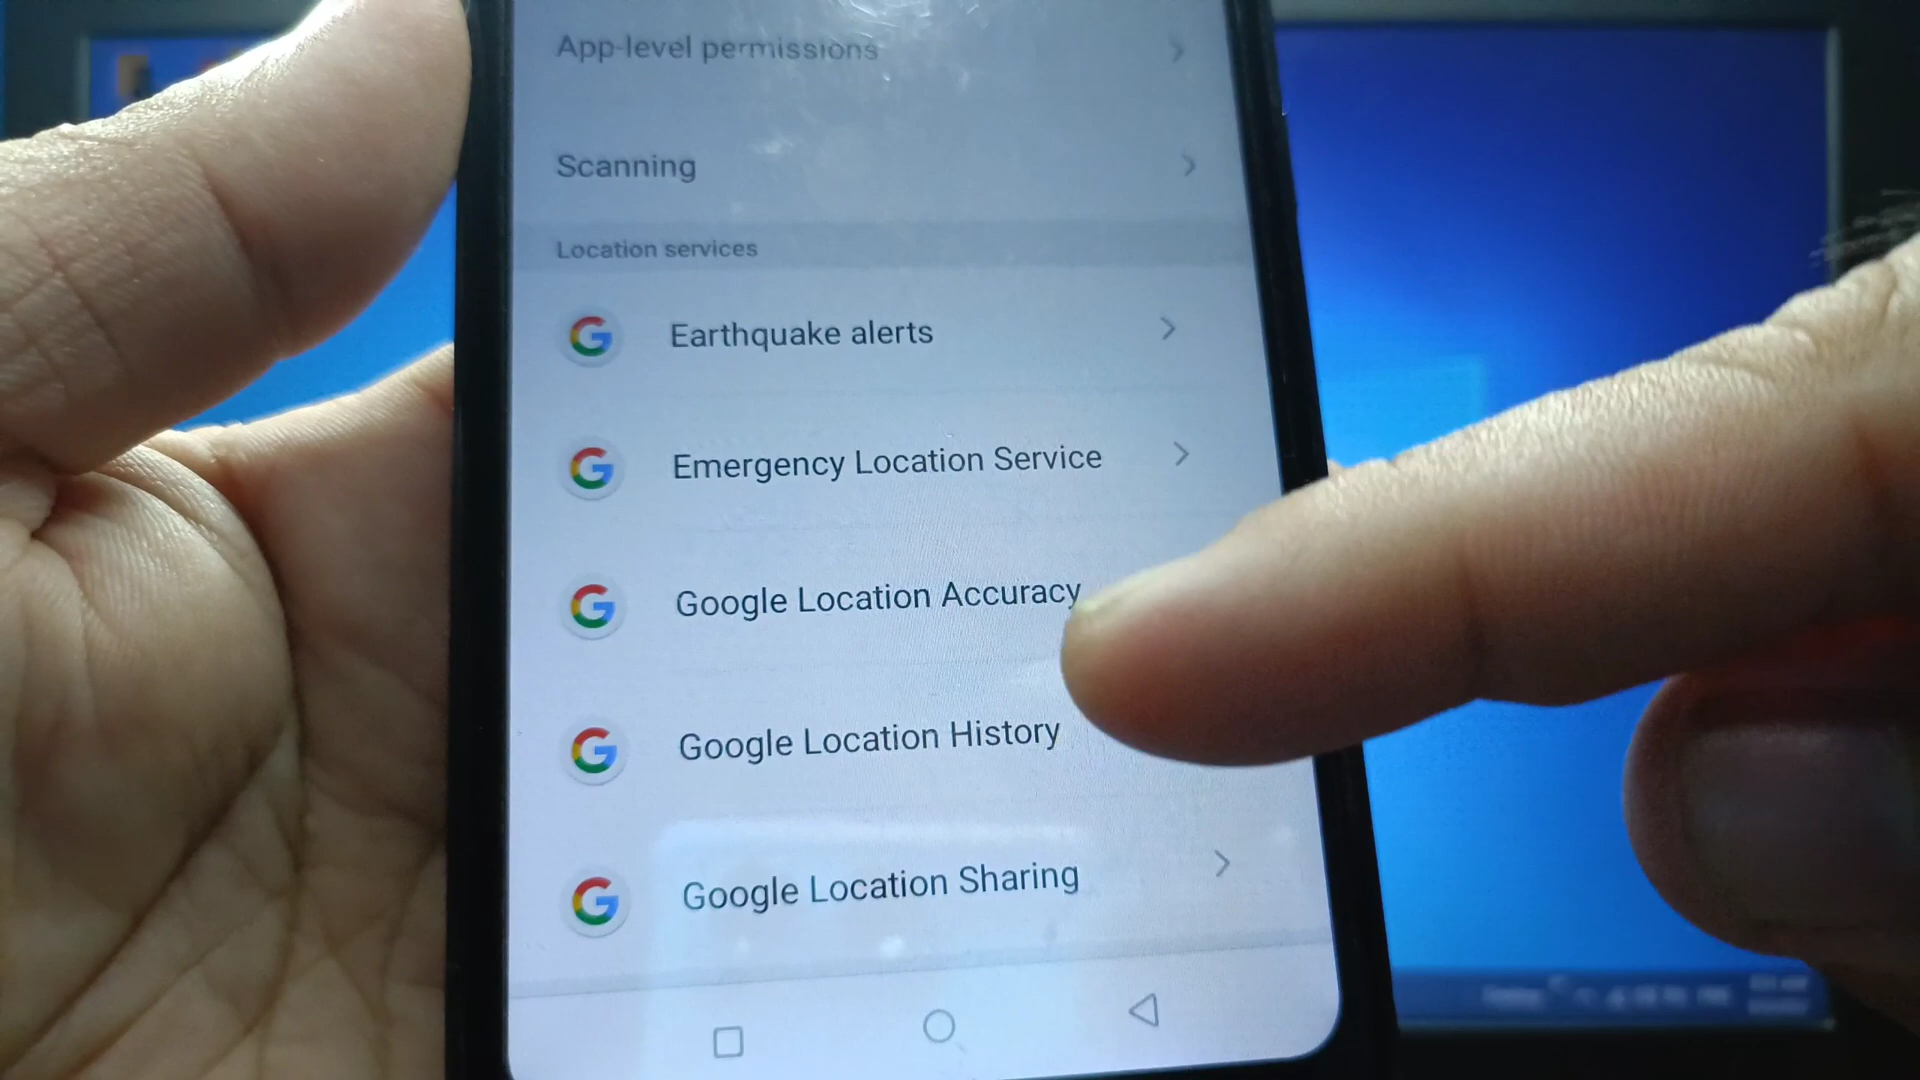 App-level permissions
Scanning
Location services
Earthquake alerts
Emergency Location Service
Google Location Accuracy
Google Location History
Google Location Sharing